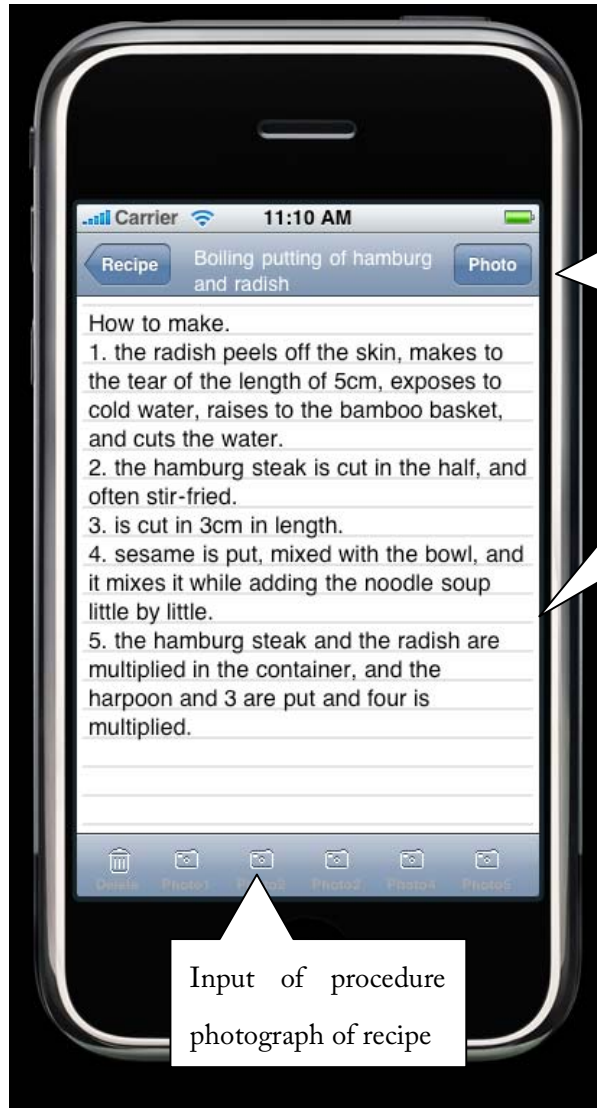 Carrier 11:10 AM
Recipe
Boiling putting of hamburg
and radish
Photo
How to make.
1. the radish peels off the skin, makes to
the tear of the length of 5cm, exposes to
cold water, raises to the bamboo basket,
and cuts the water.
2. the hamburg steak is cut in the half, and
often stir-fried.
3. is cut in 3cm in length.
4. sesame is put, mixed with the bowl, and
it mixes it while adding the noodle soup
little by little.
5. the hamburg steak and the radish are
multiplied in the container, and the
harpoon and 3 are put and four is
multiplied.
Delete Photo1 Photo2 Photo4 Photo5
Input of procedure
photograph of recipe